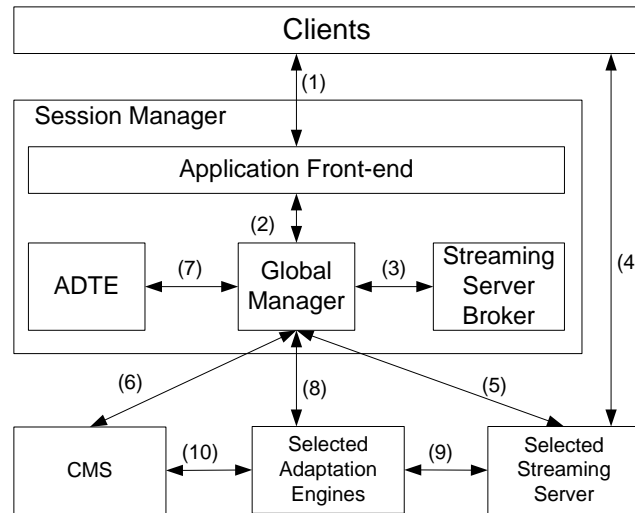 Clients
(1)
Session Manager
Application Front-end
(2)
ADTE
(7)
Global
Manager
(3)
Streaming
Server
Broker
(4)
(6)
(8)
(5)
CMS
(10)
Selected
Adaptation
Engines
(9)
Selected
Streaming
Server